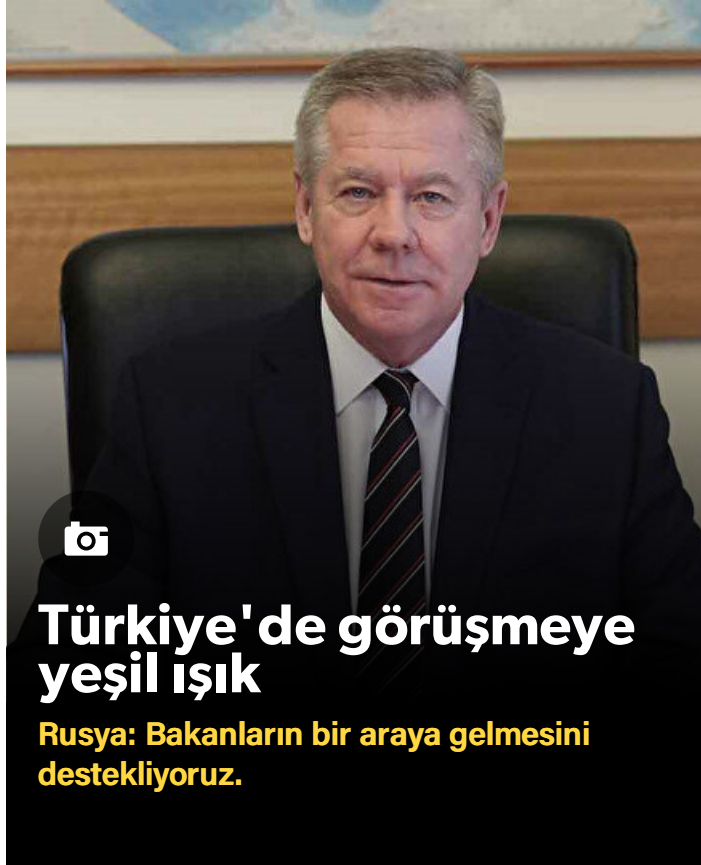 Türkiye'de görüşmeye
yeşil ışık
Rusya: Bakanların bir araya gelmesini
destekliyoruz.